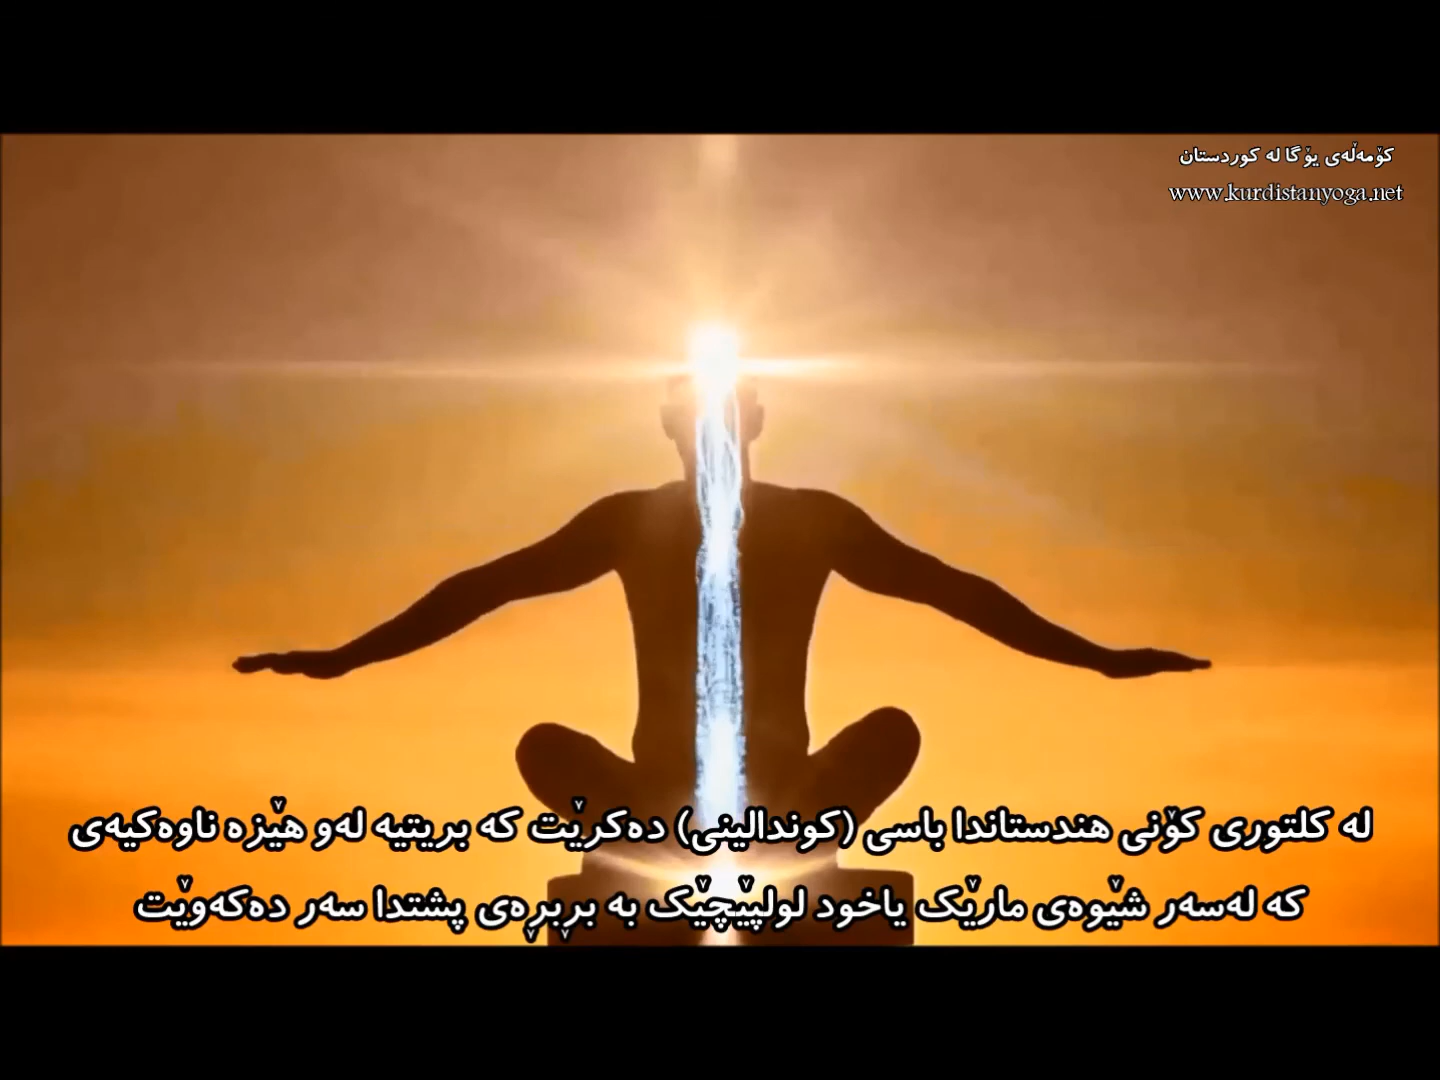 کۆمەڵەی یۆگا لە کوردستان
www.kurdistanyoga.net
لە کلتوری کۆنی هندستاندا باسی (کوندالینی) دەکرێت کە بریتیە لەو هێزە ناوەکیەی
کە لەسەر شێوەی مارێک یاخود لولپێچێک بە بڕبڕەی پشتدا سەر دەکەوێت